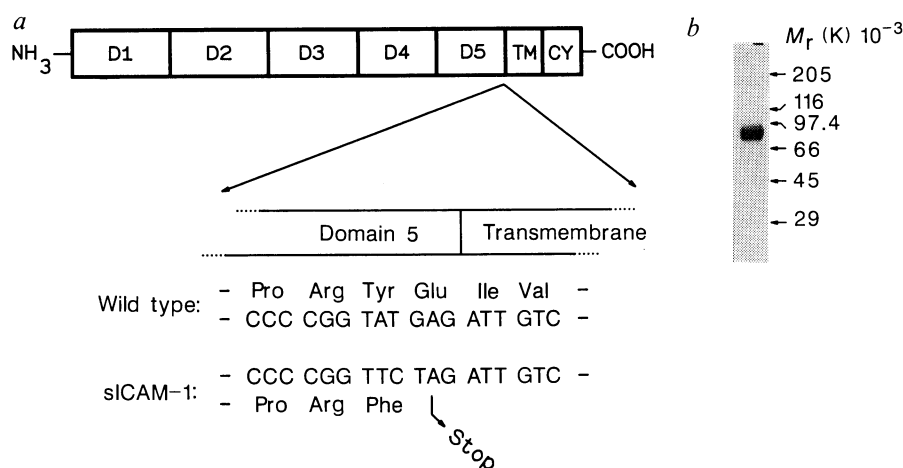 a
NH3 D1 D2 D3 D4 D5 TM CY COOH
Domain 5 Transmembrane
Wild type: - Pro Arg Tyr Glu Ile Val
- CCC CGG TAT GAG ATT GTC -
sICAM-1: - CCC CGG TTC TAG ATT GTC -
- Pro Arg Phe
Stop
b
Mr (K) 10-3
205
116
97.4
66
45
29